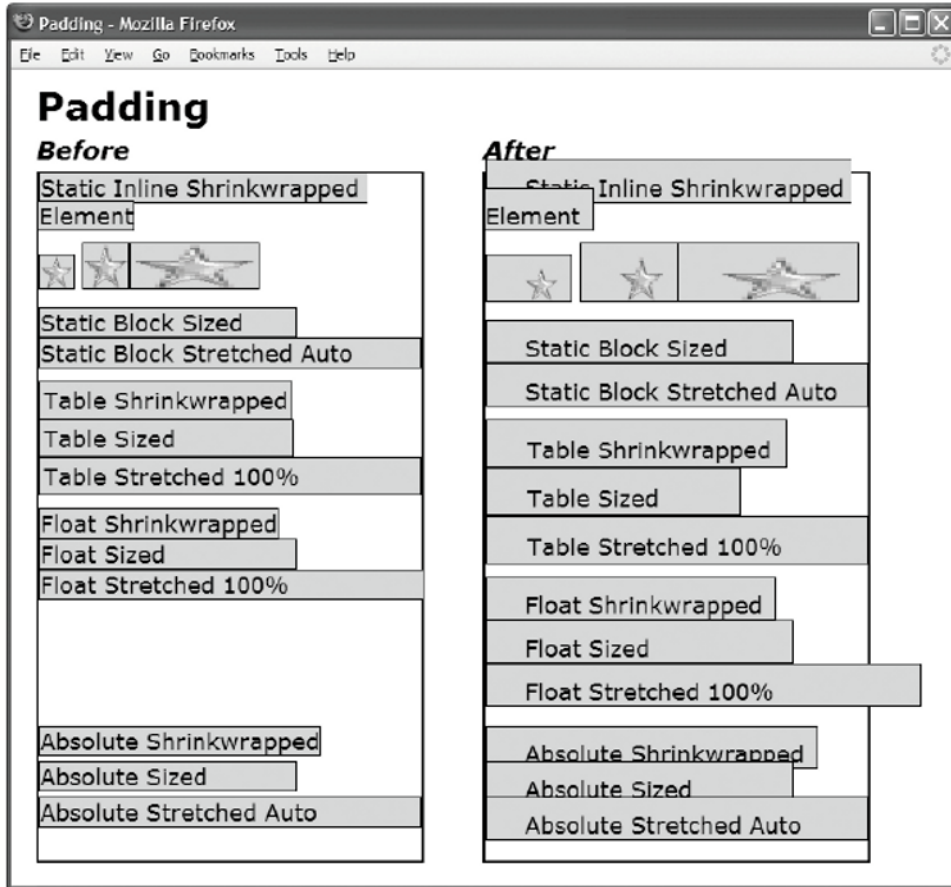 Padding - Mozilla Firefox
File Edit View Go Bookmarks Tools Help
Padding
Before
Static Inline Shrinkwrapped
Element
Static Block Sized
Static Block Stretched Auto
Table Shrinkwrapped
Table Sized
Table Stretched 100%
Float Shrinkwrapped
Float Sized
Float Stretched 100%
Absolute Shrinkwrapped
Absolute Sized
Absolute Stretched Auto
After
Static Inline Shrinkwrapped
Element
Static Block Sized
Static Block Stretched Auto
Table Shrinkwrapped
Table Sized
Table Stretched 100%
Float Shrinkwrapped
Float Sized
Float Stretched 100%
Absolute Shrinkwrapped
Absolute Sized
Absolute Stretched Auto